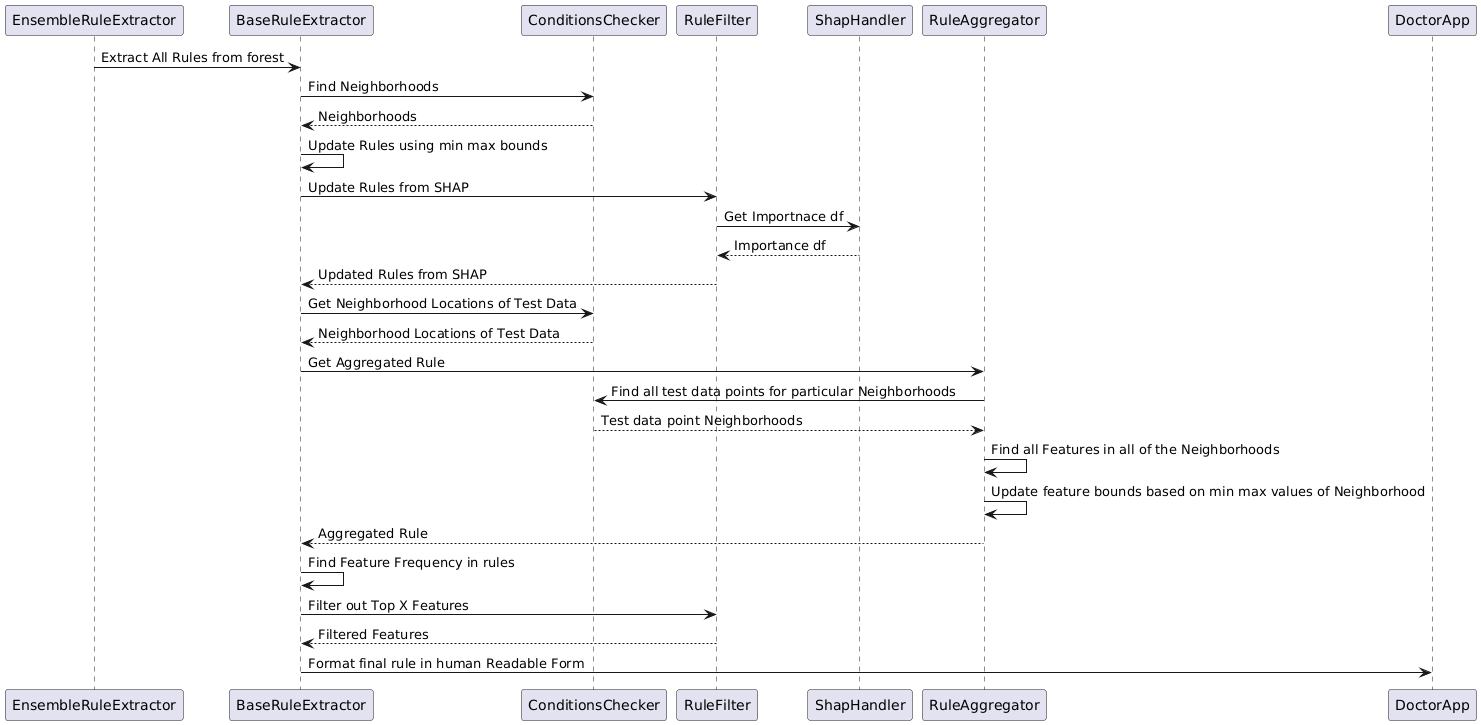 EnsembleRuleExtractor
BaseRuleExtractor
ConditionsChecker
RuleFilter
ShapHandler
RuleAggregator
DoctorApp
Extract All Rules from forest
Find Neighborhoods
Neighborhoods
Update Rules using min max bounds
Update Rules from SHAP
Get Importnace df
Importance df
Updated Rules from SHAP
Get Neighborhood Locations of Test Data
Neighborhood Locations of Test Data
Get Aggregated Rule
Find all test data points for particular Neighborhoods
Test data point Neighborhoods
Find all Features in all of the Neighborhoods
Update feature bounds based on min max values of Neighborhood
Aggregated Rule
Find Feature Frequency in rules
Filter out Top X Features
Filtered Features
Format final rule in human Readable Form
EnsembleRuleExtractor
BaseRuleExtractor
ConditionsChecker
RuleFilter
ShapHandler
RuleAggregator
DoctorApp